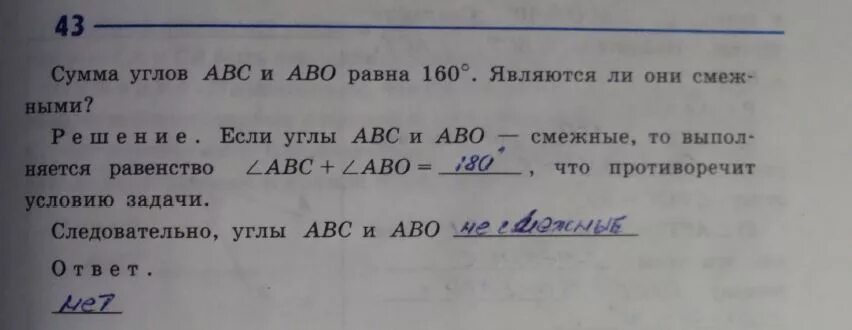 43
Сумма углов ABC и ABO равна 160°. Являются ли они смеж-
ными?
Решение. Если углы ABC и ABO — смежные, то выпол-
няется равенство ∠ABC + ∠ABO = 180°, что противоречит
условию задачи.
Следовательно, углы ABC и ABO не смежные
Ответ.
нет